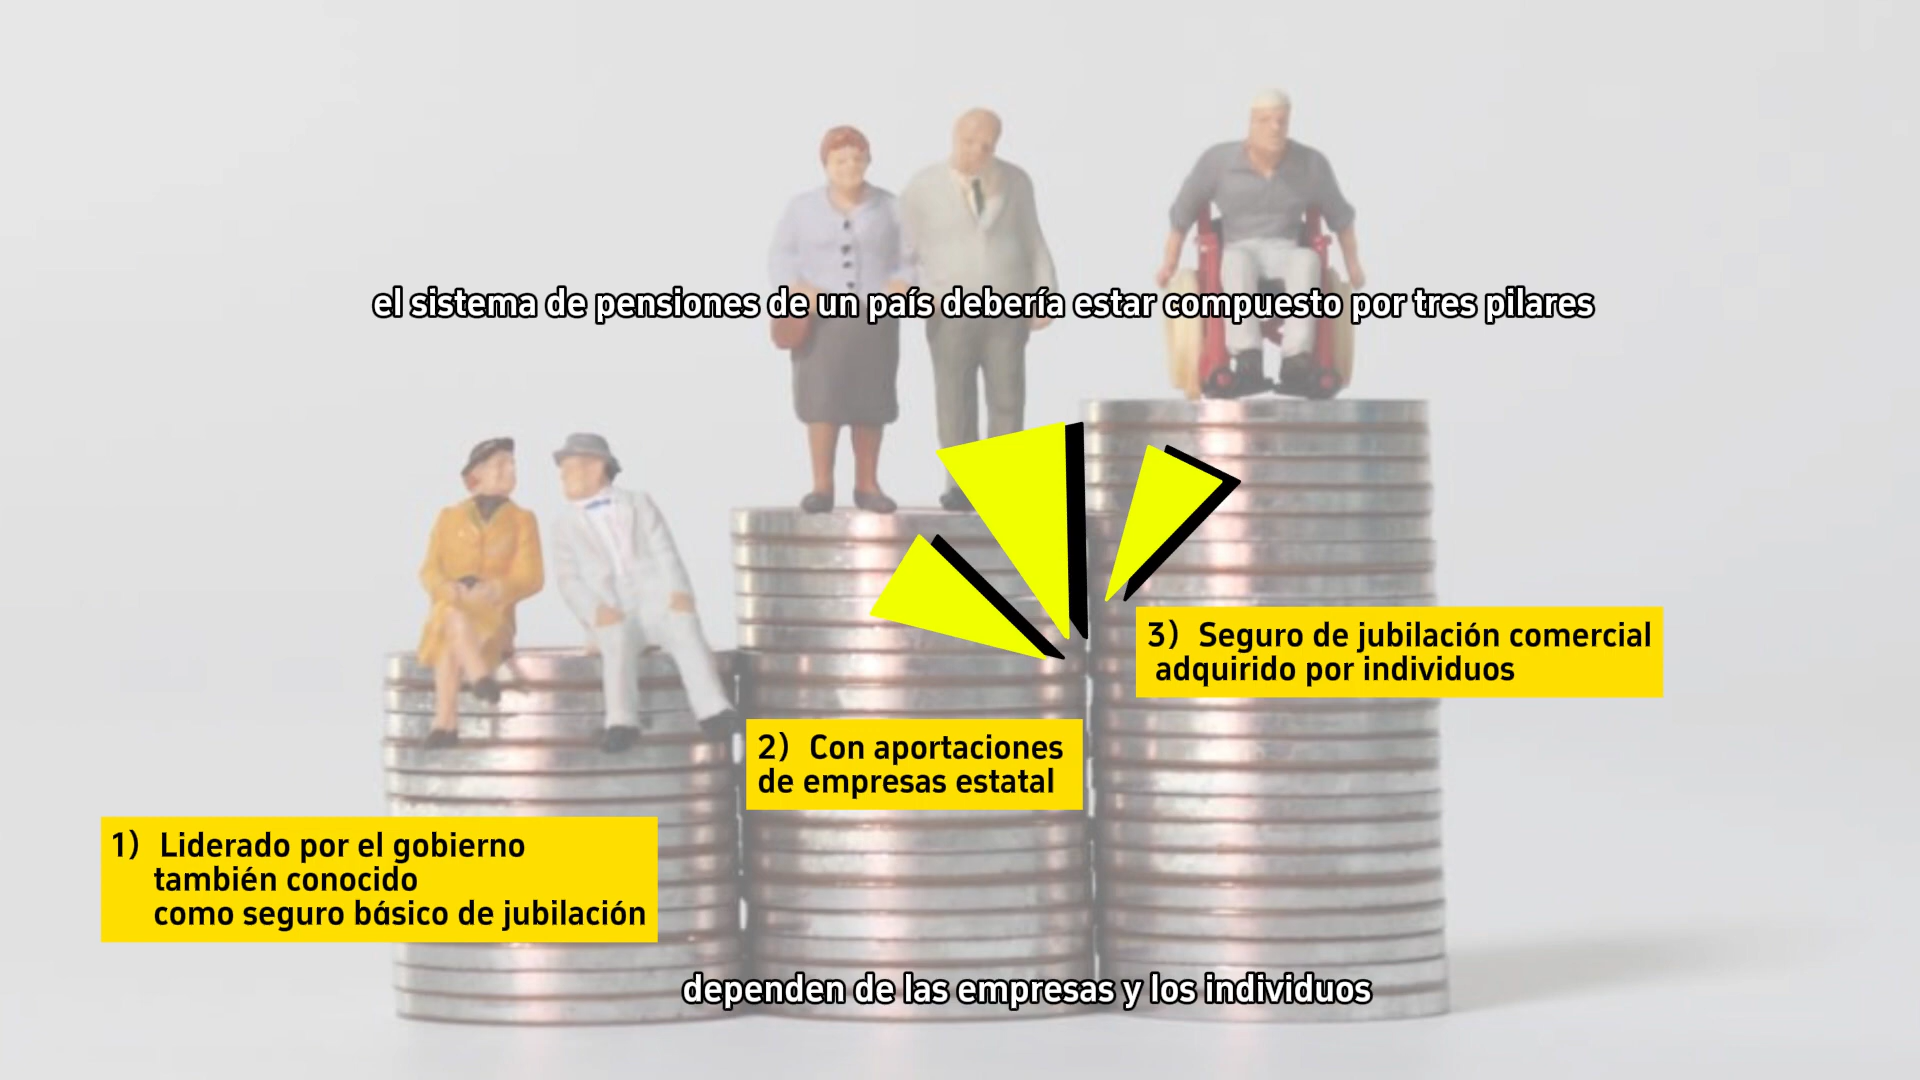 el sistema de pensiones de un país debería estar compuesto por tres pilares
3) Seguro de jubilación comercial
adquirido por individuos
2) Con aportaciones
de empresas estatal
1) Liderado por el gobierno
también conocido
como seguro básico de jubilación
dependen de las empresas y los individuos